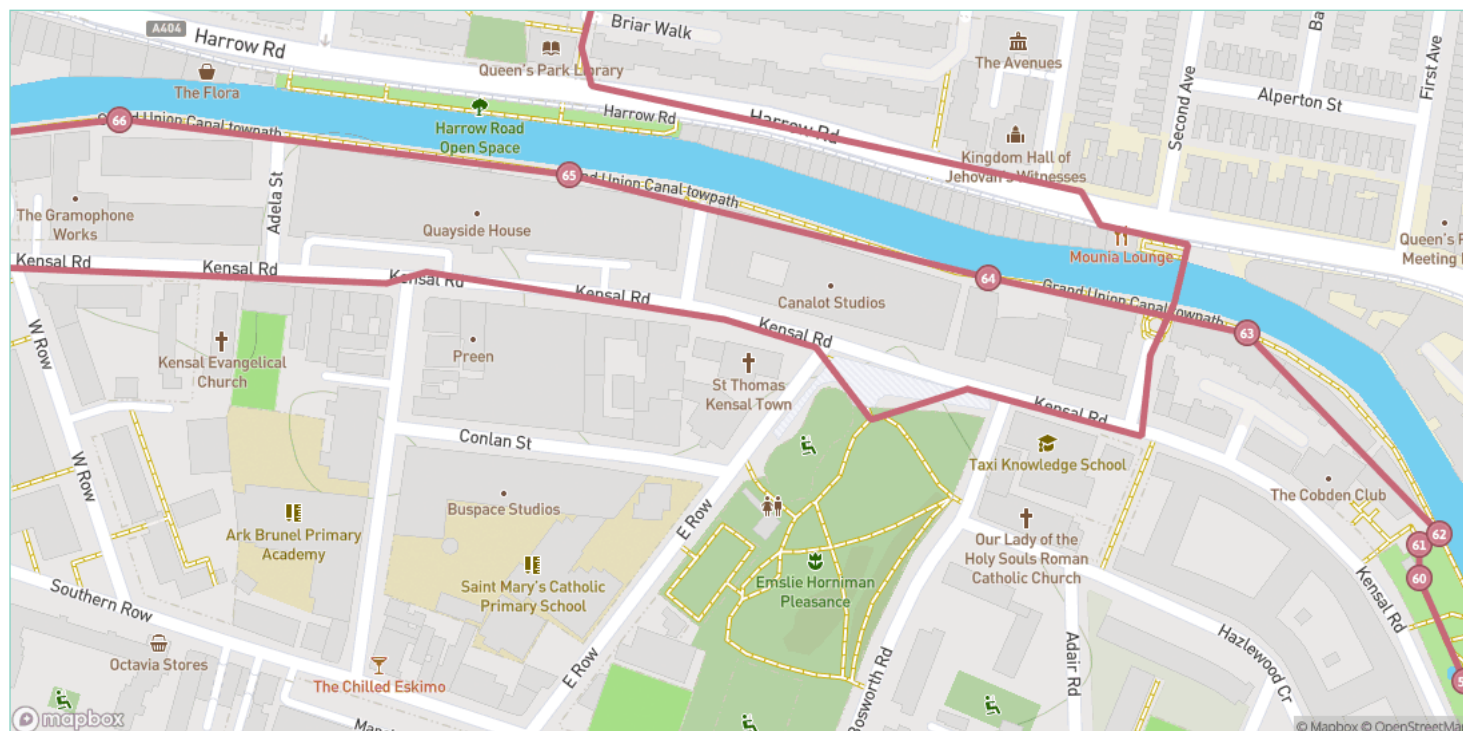 Briar Walk
A404
Harrow Rd
Queen's Park Library
The Avenues
Second Ave
First Ave
The Flora
Alperton St
Harrow Rd
Harrow Rd
66
Harrow Road
Open Space
Kingdom Hall of
Jehovah's Witnesses
65
Grand Union Canal towpath
Adela St
The Gramophone
Works
Quayside House
Mounia Lounge
Kensal Rd
Kensal Rd
Kensal Rd
Kensal Rd
64
Grand Union Canal towpath
Canalot Studios
63
Kensal Rd
W Row
Kensal Evangelical
Church
Preen
St Thomas
Kensal Town
Kensal Rd
Conlan St
Taxi Knowledge School
W Row
The Cobden Club
Buspace Studios
E Row
62
61
Ark Brunel Primary
Academy
Our Lady of the
Holy Souls Roman
Catholic Church
60
Saint Mary's Catholic
Primary School
Emslie Horniman
Pleasance
Kensal Rd
Southern Row
Hazlewood Cr
Octavia Stores
E Row
Adair Rd
The Chilled Eskimo
Bosworth Rd
mapbox
© Mapbox © OpenStreetMap